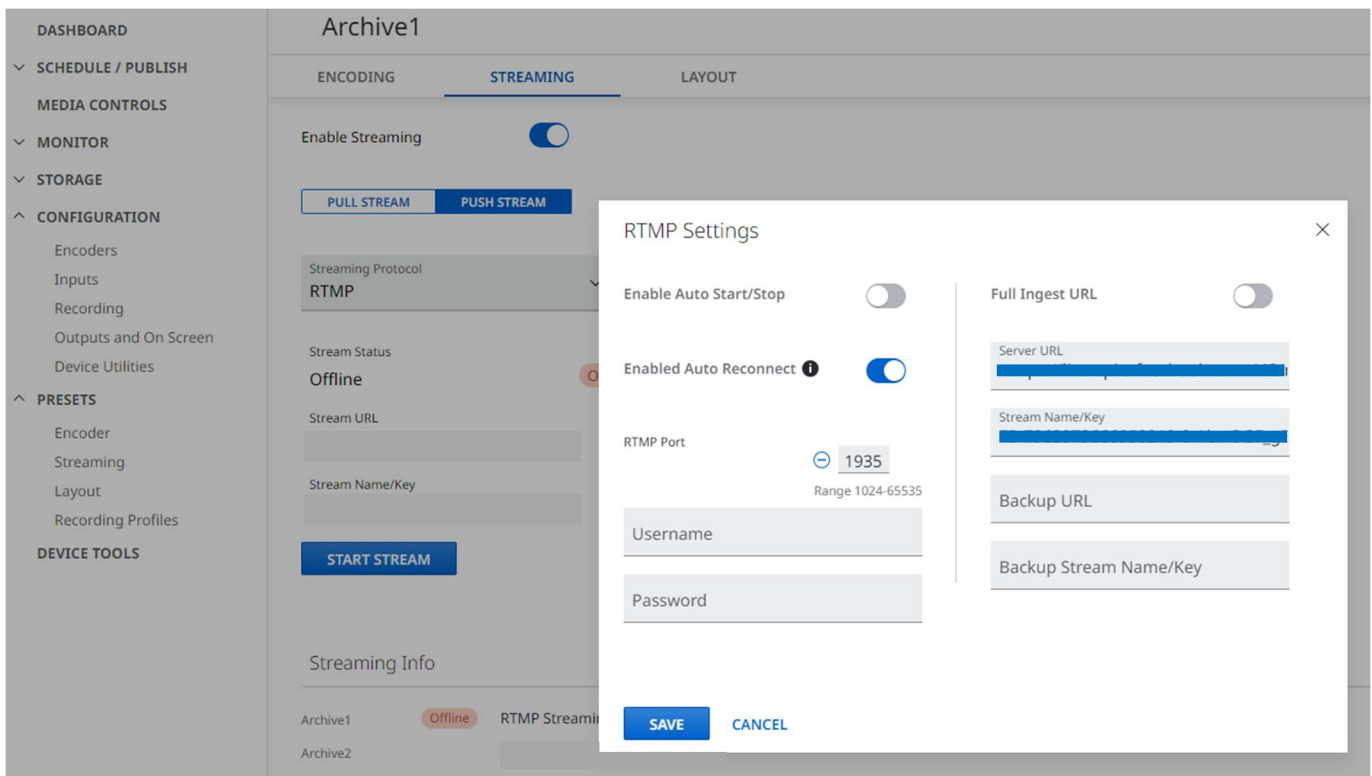 DASHBOARD
SCHEDULE / PUBLISH
MEDIA CONTROLS
MONITOR
STORAGE
CONFIGURATION
Encoders
Inputs
Recording
Outputs and On Screen
Device Utilities
PRESETS
Encoder
Streaming
Layout
Recording Profiles
DEVICE TOOLS
Archive1
ENCODING
STREAMING
LAYOUT
Enable Streaming
PULL STREAM
PUSH STREAM
Streaming Protocol
RTMP
Stream Status
Offline
Stream URL
Stream Name/Key
START STREAM
Streaming Info
Archive1
Offline
RTMP
Archive2
RTMP Settings
Enable Auto Start/Stop
Enabled Auto Reconnect
RTMP Port
1935
Range 1024-65535
Username
Password
Full Ingest URL
Server URL
Stream Name/Key
Backup URL
Backup Stream Name/Key
SAVE
CANCEL